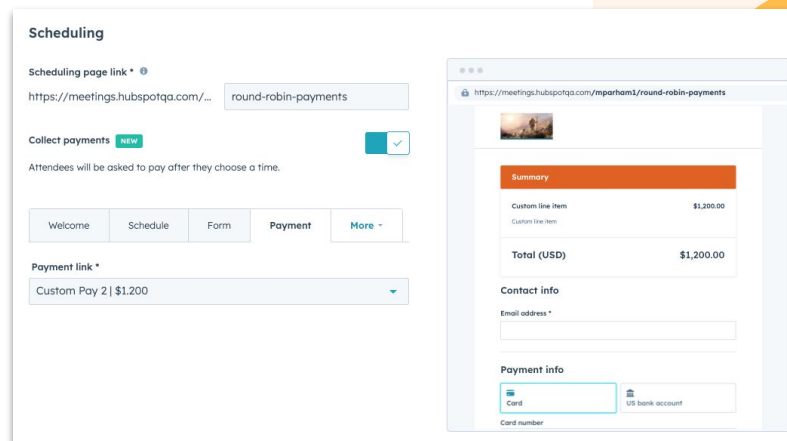 Scheduling
Scheduling page link *
https://meetings.hubspotqa.com/...
round-robin-payments
Collect payments NEW
Attendees will be asked to pay after they choose a time.
Welcome
Schedule
Form
Payment
More
Payment link *
Custom Pay 2 | $1.200
https://meetings.hubspotqa.com/mparham1/round-robin-payments
Summary
Custom line item $1,200.00
Custom line item
Total (USD) $1,200.00
Contact info
Email address *
Payment info
Card
US bank account
Card number